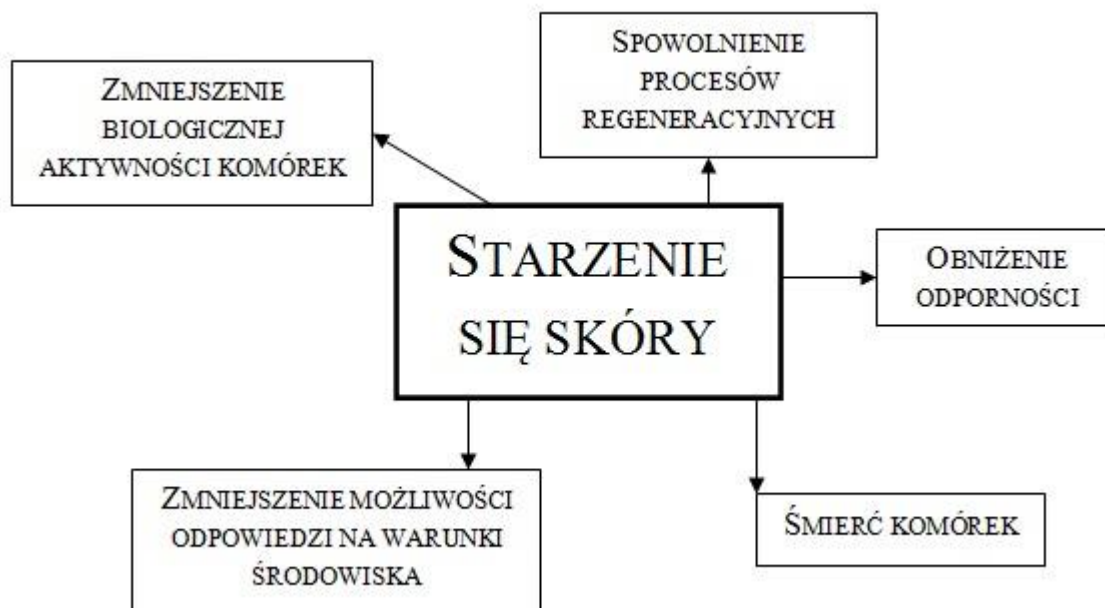 SPOWOLNIENIE
PROCESÓW
REGENERACYJNYCH
ZMNIEJSZENIE
BIOLOGICZNEJ
AKTYWNOŚCI KOMÓREK
STARZENIE
SIĘ SKÓRY
OBNIŻENIE
ODPORNOŚCI
ZMNIEJSZENIE MOŻLIWOŚCI
ODPOWIEDZI NA WARUNKI
ŚRODOWISKA
ŚMIERĆ KOMÓREK